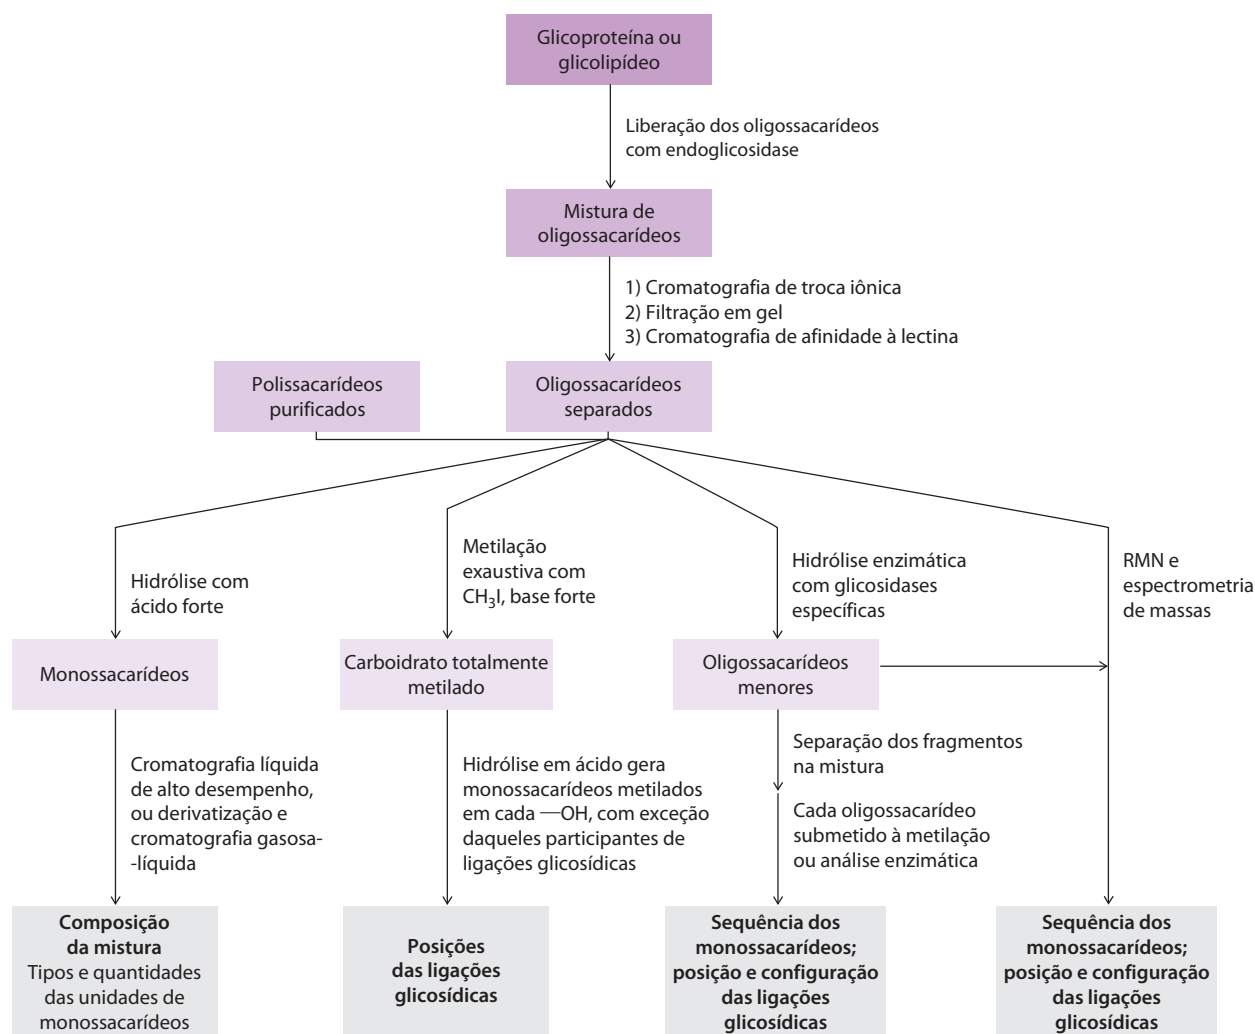 Glicoproteína ou
glicolipídeo
Liberação dos oligossacarídeos
com endoglicosidase
Mistura de
oligossacarídeos
1) Cromatografia de troca iônica
2) Filtração em gel
3) Cromatografia de afinidade à lectina
Polissacarídeos
purificados
Oligossacarídeos
separados
Hidrólise com
ácido forte
Metilação
exaustiva com
CH₃I, base forte
Hidrólise enzimática
com glicosidases
específicas
RMN e
espectrometria
de massas
Monossacarídeos
Carboidrato totalmente
metilado
Oligossacarídeos
menores
Cromatografia líquida
de alto desempenho,
ou derivatização e
cromatografia gasosa-
-líquida
Hidrólise em ácido gera
monossacarídeos metilados
em cada —OH, com exceção
daqueles participantes de
ligações glicosídicas
Separação dos fragmentos
na mistura
Cada oligossacarídeo
submetido à metilação
ou análise enzimática
Composição
da mistura
Tipos e quantidades
das unidades de
monossacarídeos
Posições
das ligações
glicosídicas
Sequência dos
monossacarídeos;
posição e configuração
das ligações
glicosídicas
Sequência dos
monossacarídeos;
posição e configuração
das ligações
glicosídicas